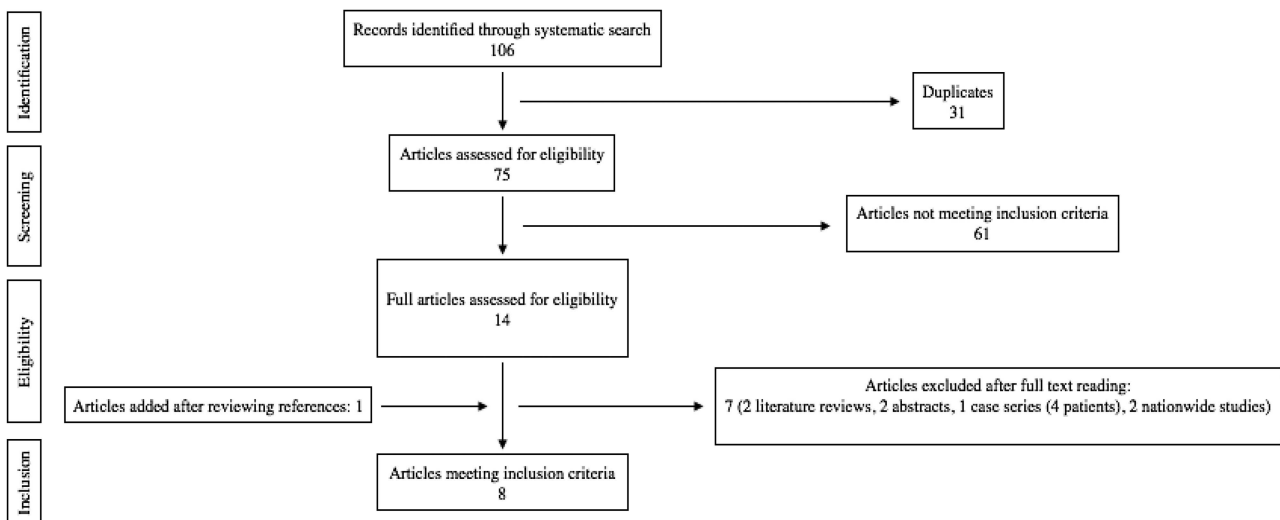 Identification
Records identified through systematic search
106
Duplicates
31
Screening
Articles assessed for eligibility
75
Articles not meeting inclusion criteria
61
Eligibility
Full articles assessed for eligibility
14
Articles added after reviewing references: 1
Articles excluded after full text reading:
7 (2 literature reviews, 2 abstracts, 1 case series (4 patients), 2 nationwide studies)
Inclusion
Articles meeting inclusion criteria
8